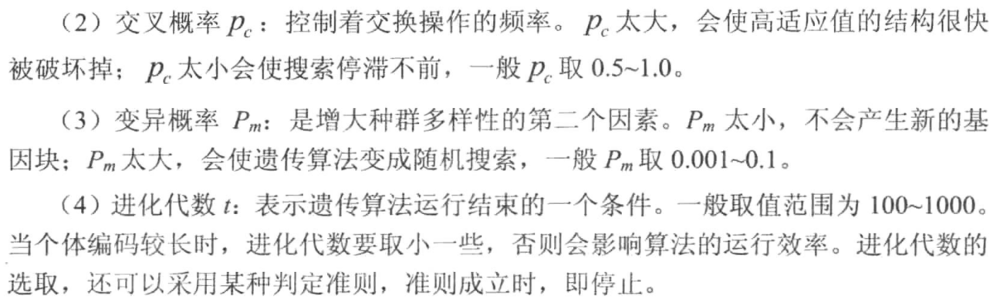 （2）交叉概率 pc：控制着交换操作的频率。pc 太大，会使高适应值的结构很快
被破坏掉；pc 太小会使搜索停滞不前，一般 pc 取 0.5~1.0。
（3）变异概率 Pm：是增大种群多样性的第二个因素。Pm 太小，不会产生新的基
因块；Pm 太大，会使遗传算法变成随机搜索，一般 Pm 取 0.001~0.1。
（4）进化代数 t：表示遗传算法运行结束的一个条件。一般取值范围为 100~1000。
当个体编码较长时，进化代数要取小一些，否则会影响算法的运行效率。进化代数的
选取，还可以采用某种判定准则，准则成立时，即停止。